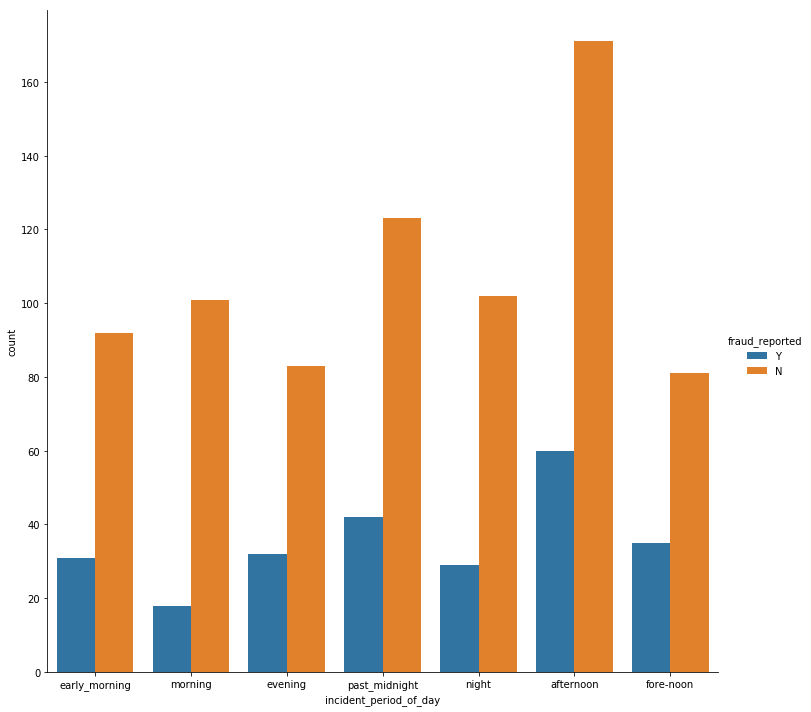 160
140
120
100
80
60
40
20
0
count
early_morning morning evening past_midnight night afternoon fore-noon
incident_period_of_day
fraud_reported
Y
N